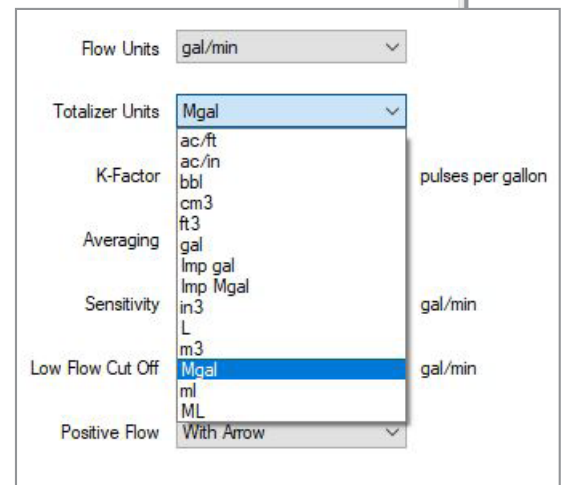 Flow Units gal/min
Totalizer Units Mgal
ac/ft
ac/in
K-Factor bbl pulses per gallon
cm3
ft3
Averaging gal
Imp gal
Imp Mgal
Sensitivity in3 gal/min
L
m3
Low Flow Cut Off Mgal gal/min
ml
ML
Positive Flow With Arrow